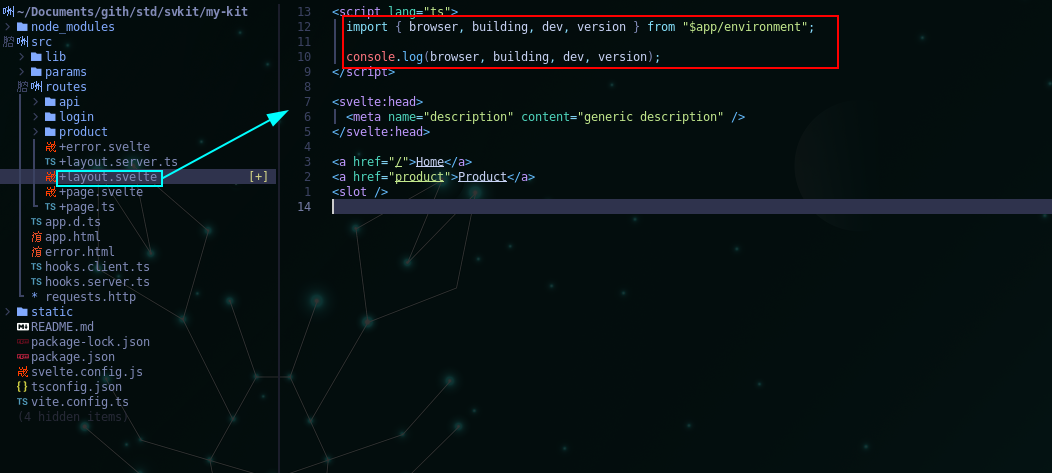 ~/Documents/gith/std/svkit/my-kit
node_modules
src
lib
params
routes
api
login
product
+error.svelte
TS +layout.server.ts
+layout.svelte [+]
+page.svelte
TS +page.ts
TS app.d.ts
app.html
error.html
TS hooks.client.ts
TS hooks.server.ts
* requests.http
static
README.md
package-lock.json
package.json
svelte.config.js
{} tsconfig.json
TS vite.config.ts
(4 hidden items)
13 <script lang="ts">
12 import { browser, building, dev, version } from "$app/environment";
11
10 console.log(browser, building, dev, version);
9 </script>
8
7 <svelte:head>
6 <meta name="description" content="generic description" />
5 </svelte:head>
4
3 <a href="/">Home</a>
2 <a href="product">Product</a>
1 <slot />
14